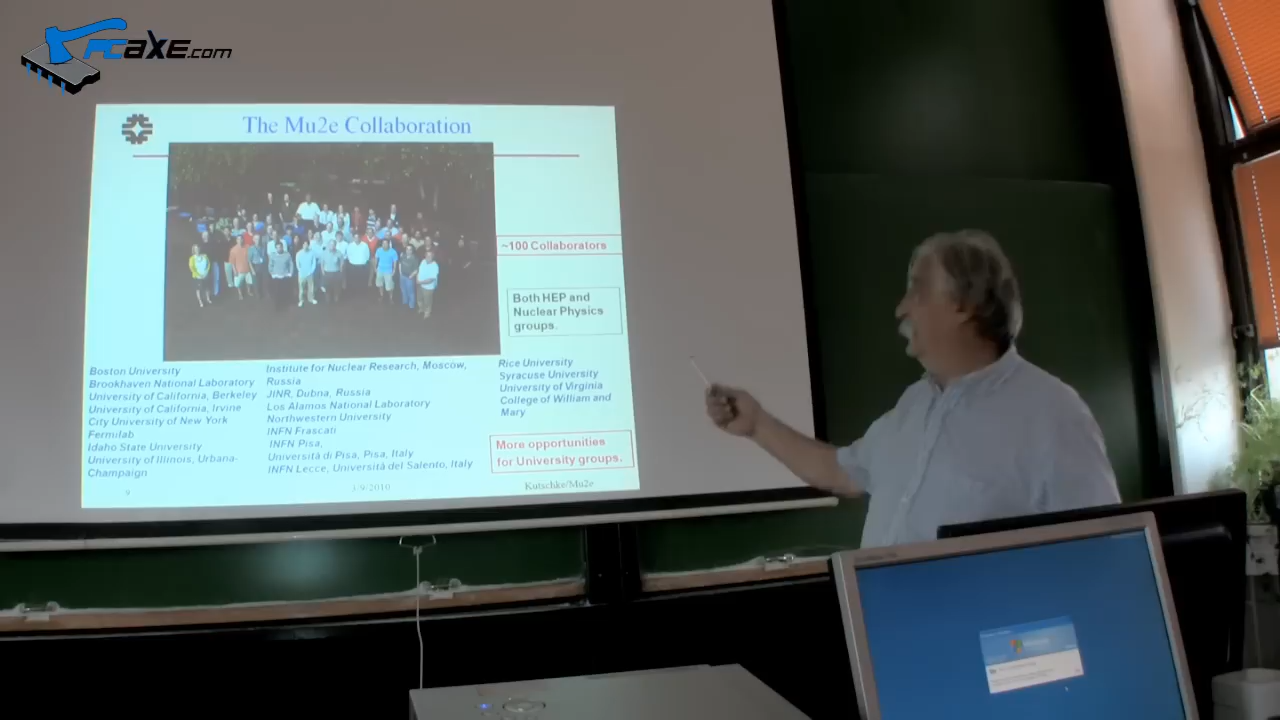 PCaXe.com
The Mu2e Collaboration
~100 Collaborators
Both HEP and
Nuclear Physics
groups.
Boston University
Brookhaven National Laboratory
University of California, Berkeley
University of California, Irvine
City University of New York
Fermilab
Idaho State University
University of Illinois, Urbana-
Champaign
Institute for Nuclear Research, Moscow,
Russia
JINR, Dubna, Russia
Los Alamos National Laboratory
Northwestern University
INFN Frascati
INFN Pisa,
Università di Pisa, Pisa, Italy
INFN Lecce, Università del Salento, Italy
Rice University
Syracuse University
University of Virginia
College of William and
Mary
More opportunities
for University groups.
9
3/9/2010
Kutschke/Mu2e